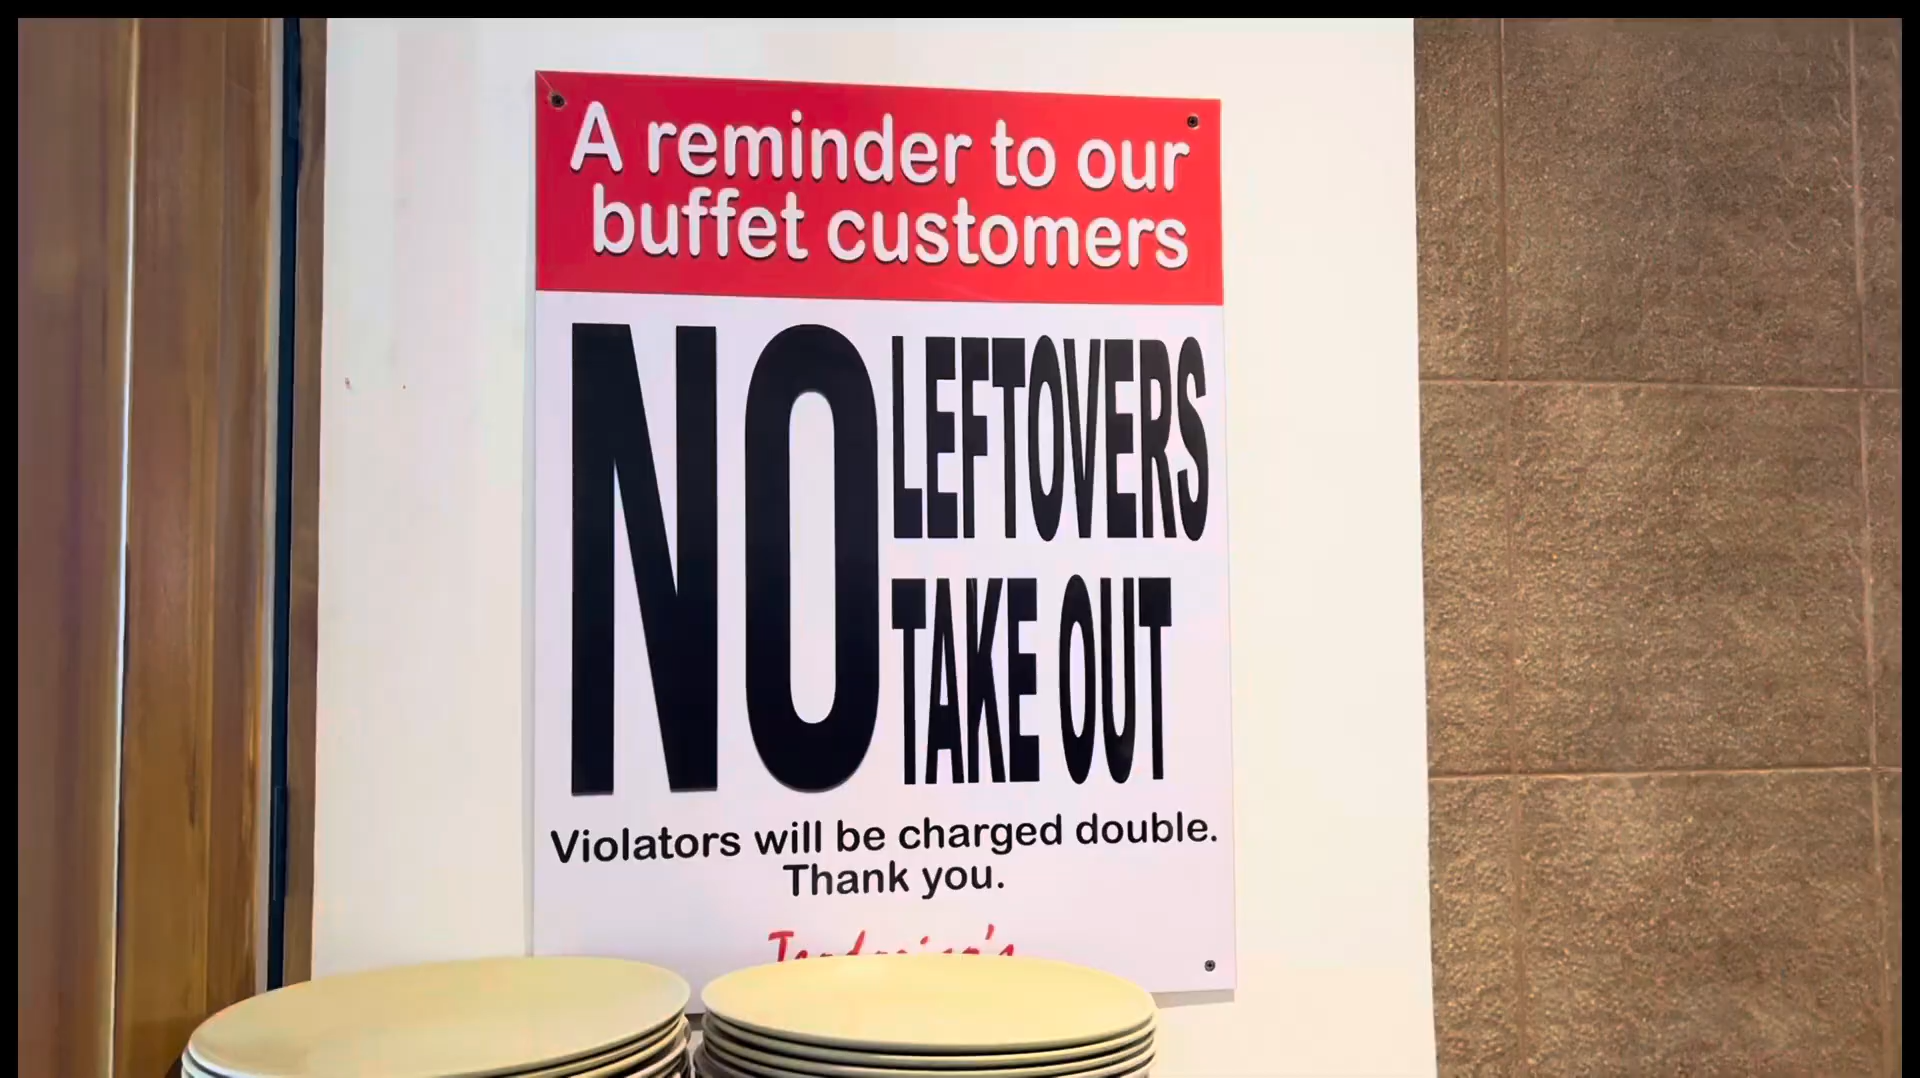 A reminder to our
buffet customers
NO LEFTOVERS
TAKE OUT
Violators will be charged double.
Thank you.